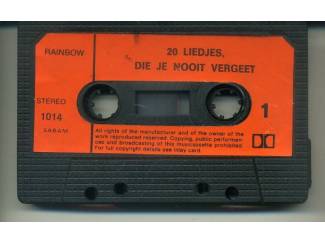 RAINBOW
20 LIEDJES,
DIE JE NOOIT VERGEET
STEREO
1014
SABAM
1
All rights of the manufacturer and of the owner of the
work reproduced reserved. Copying, public performan-
ces and broadcasting of this musicassette prohibited.
For full copyright details see inlay card.